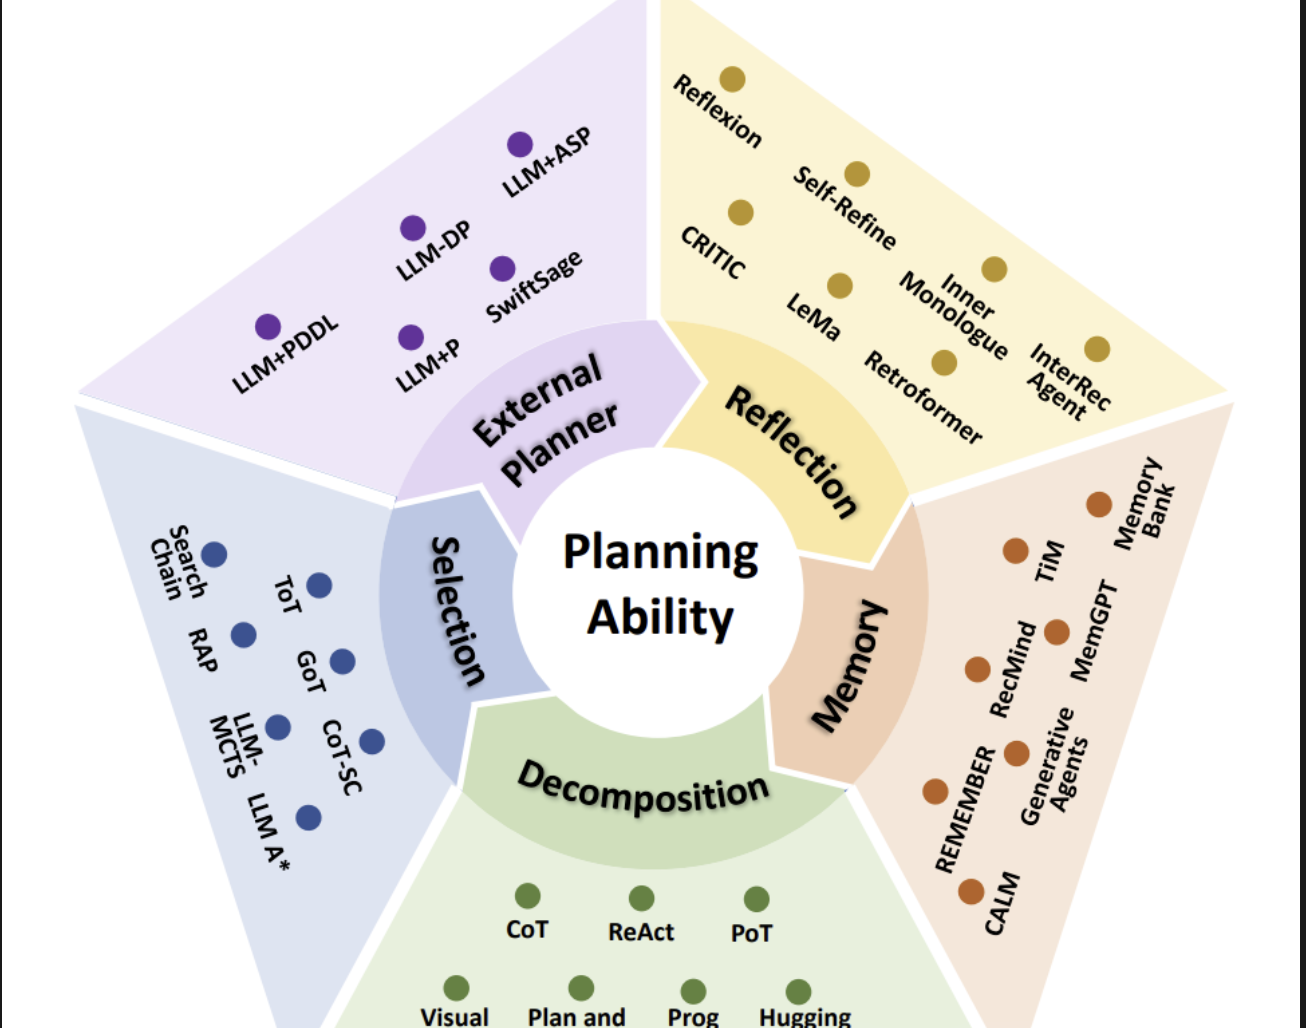 Planning
Ability
External
Planner
LLM+ASP
LLM-DP
SwiftSage
LLM+PDDL
LLM+P
Reflection
Reflexion
Self-Refine
CRITIC
Inner
Monologue
LeMa
InterRec
Agent
Retroformer
Memory
Memory
Bank
TiM
MemGPT
RecMind
Generative
Agents
REMEMBER
CALM
Decomposition
CoT
ReAct
PoT
Visual
Plan and
Prog
Hugging
Selection
Search
Chain
ToT
RAP
GoT
LLM-
MCTS
CoT-SC
LLM A*